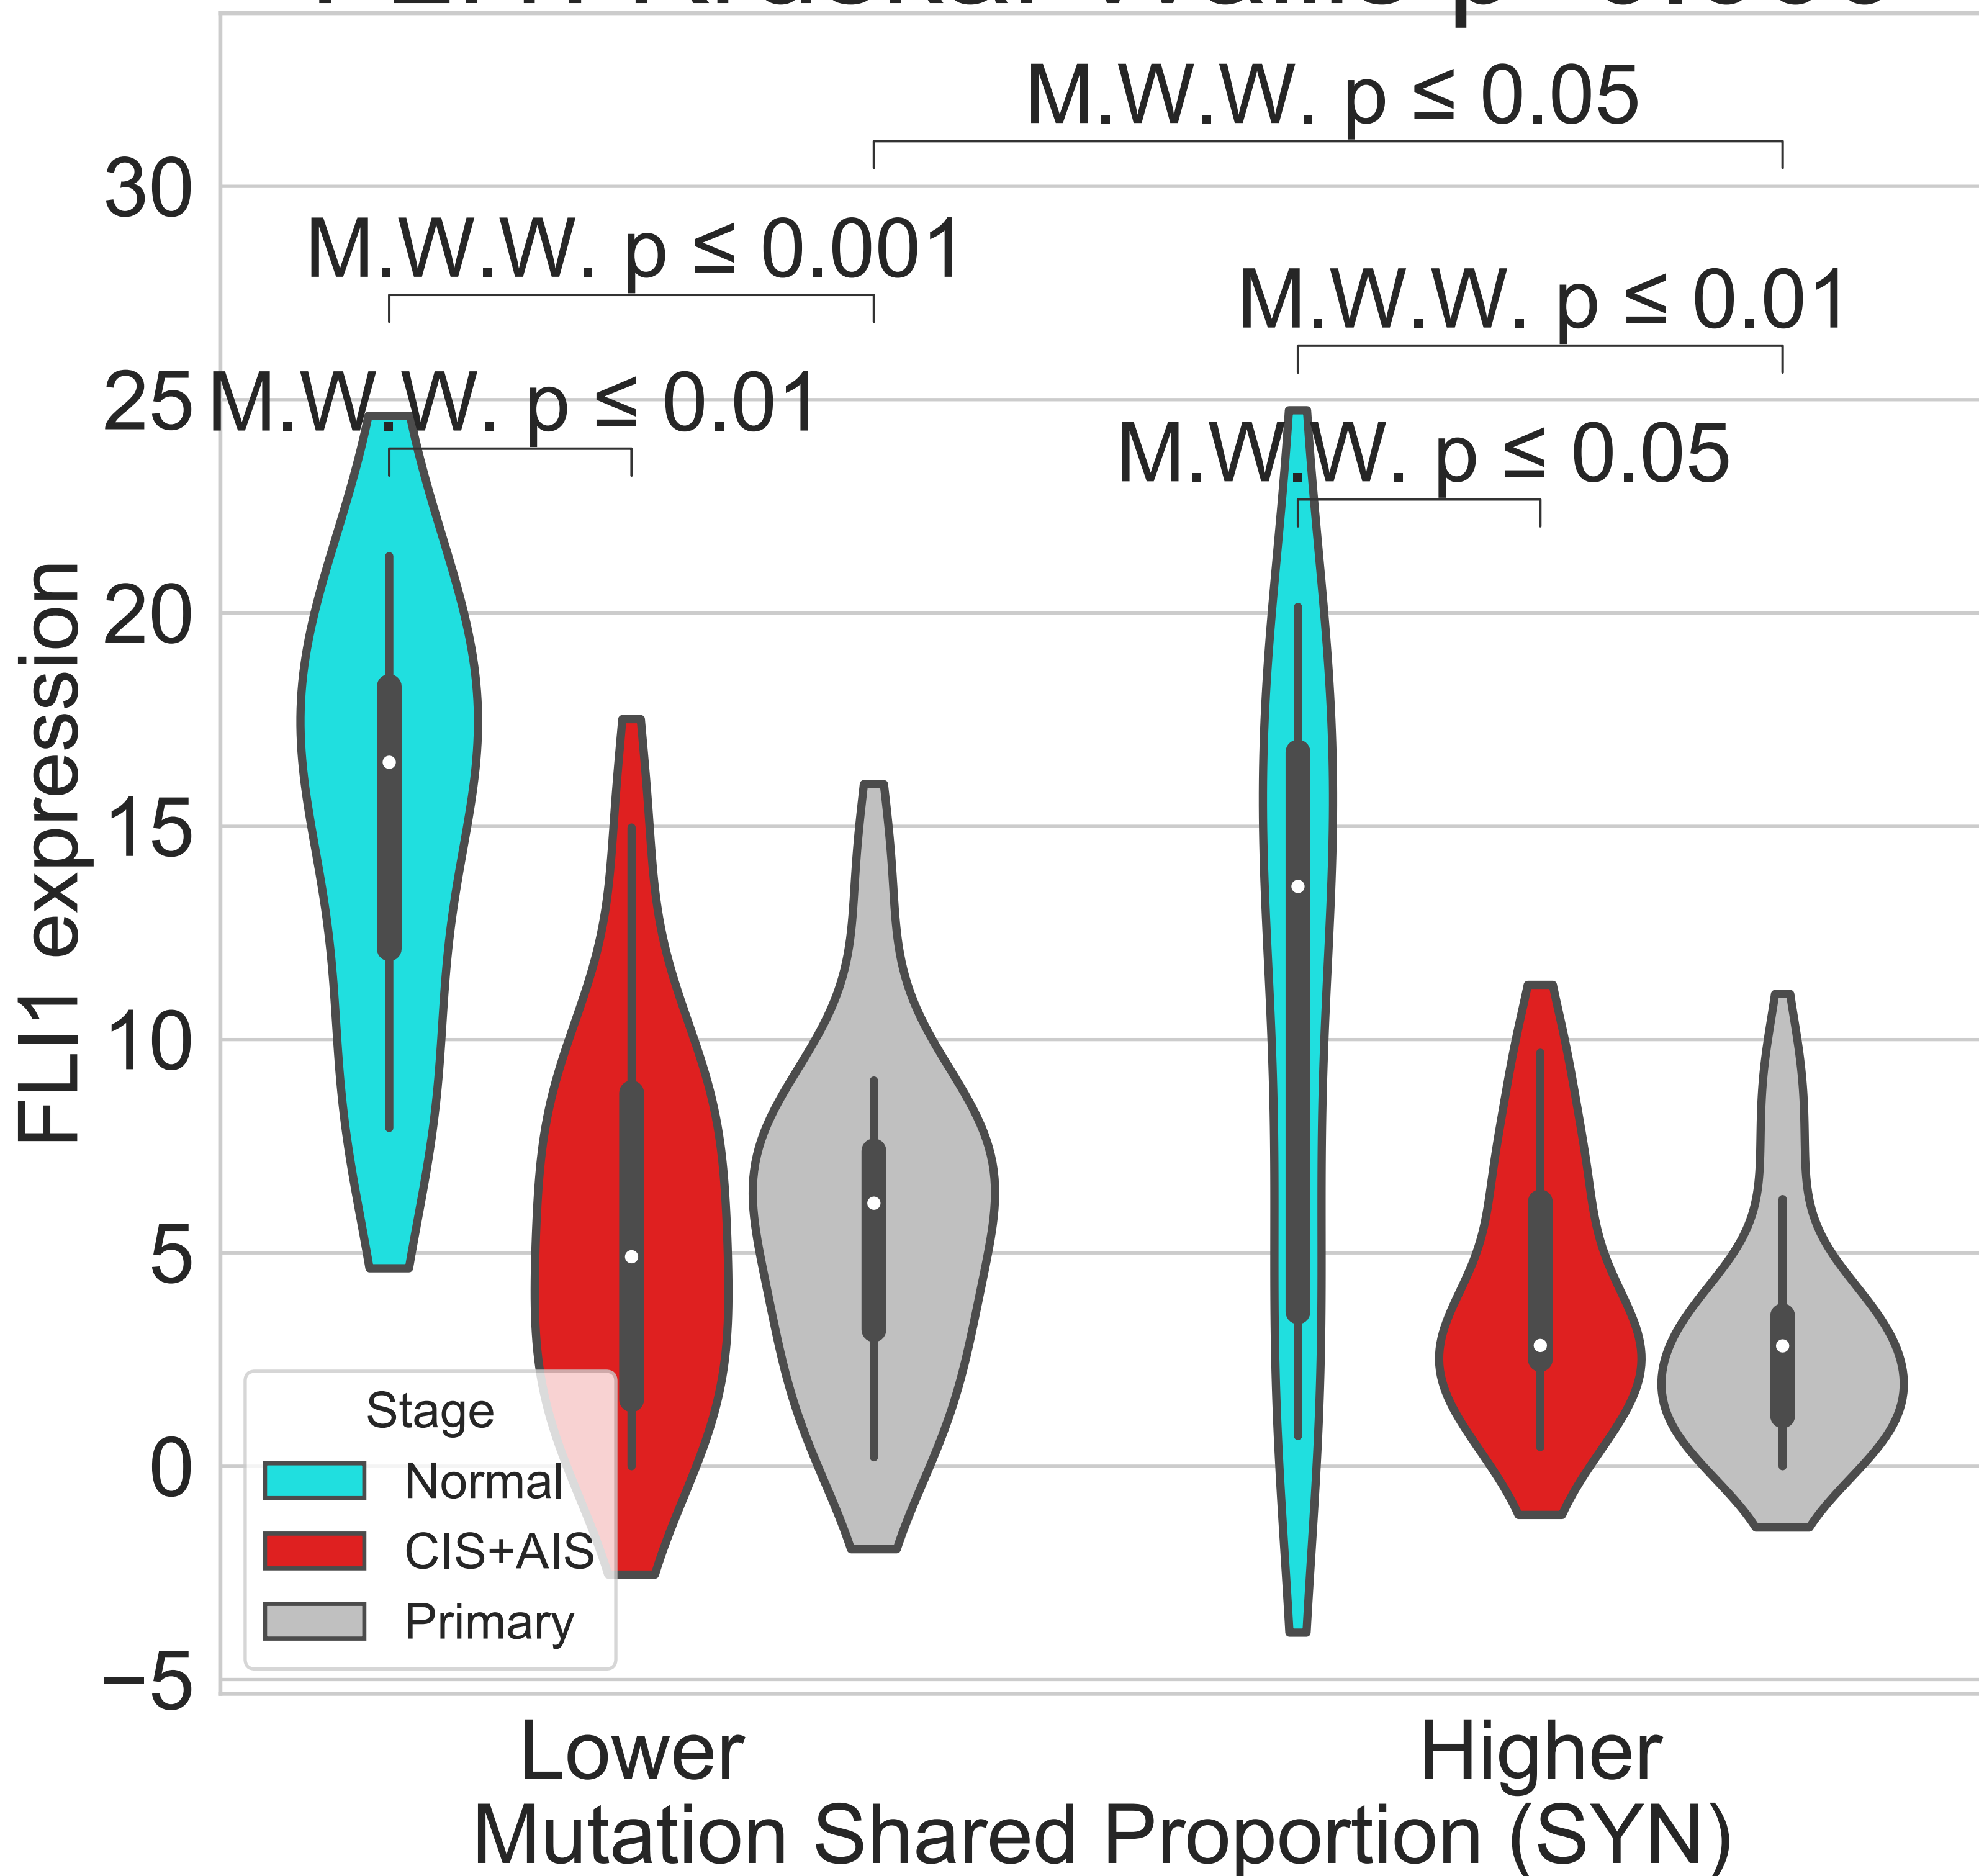 M.W.W. p ≤ 0.05
30
M.W.W. p ≤ 0.001
M.W.W. p ≤ 0.01
25
M.W.W. p ≤ 0.01
M.W.W. p ≤ 0.05
20
15
10
5
0
−5
FLI1 expression
Stage
Normal
CIS+AIS
Primary
Lower
Higher
Mutation Shared Proportion (SYN)